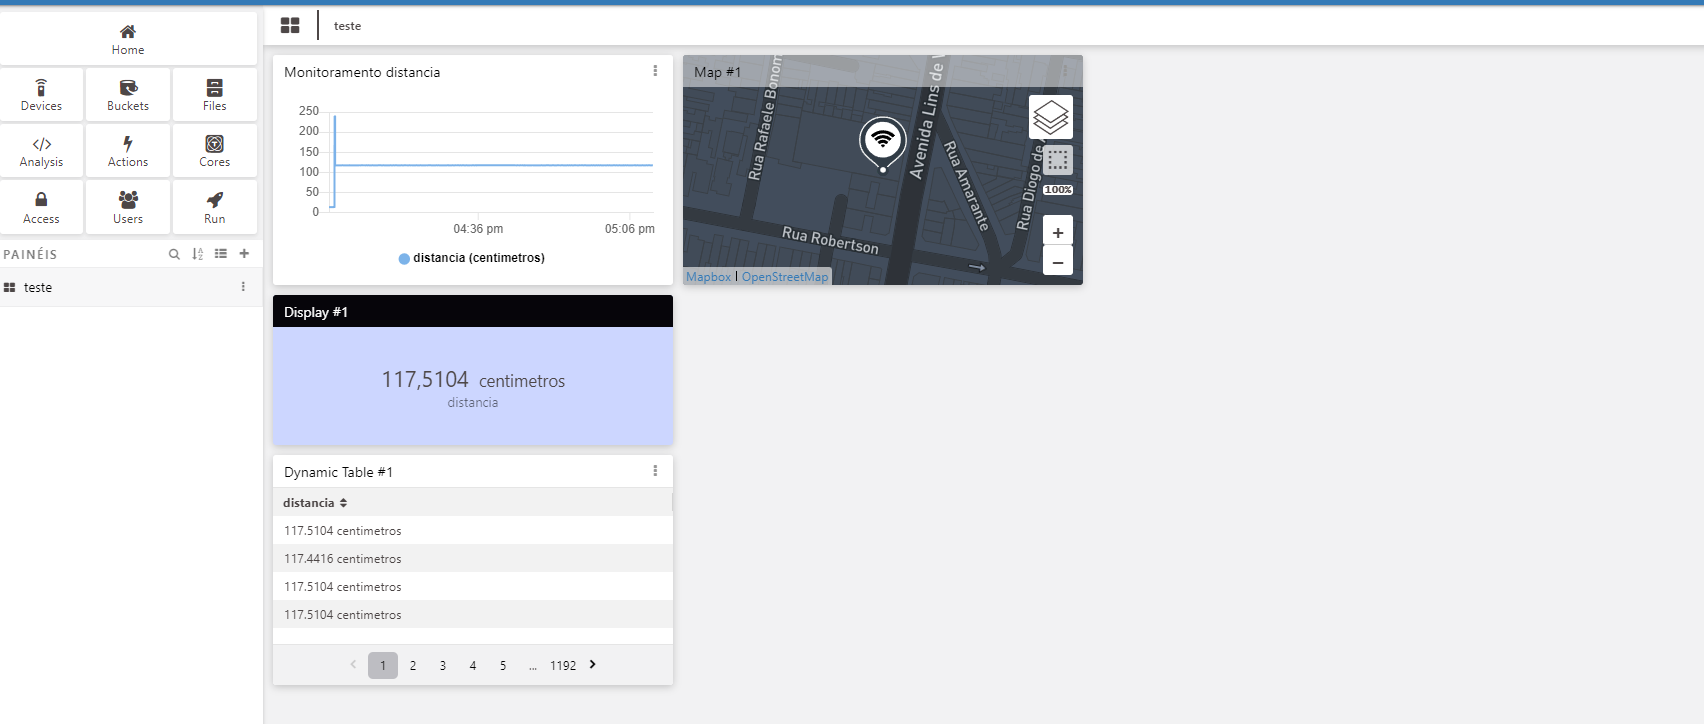 Home
Devices
Buckets
Files
Analysis
Actions
Cores
Access
Users
Run
PAINÉIS
teste
teste
Monitoramento distancia
250
200
150
100
50
0
04:36 pm
05:06 pm
distancia (centimetros)
Map #1
Rua Rafaele Bonom
Avenida Lins de V
Rua Amarante
Rua Diogo de
Rua Robertson
100%
+
−
Mapbox | OpenStreetMap
Display #1
117,5104 centimetros
distancia
Dynamic Table #1
distancia
117.5104 centimetros
117.4416 centimetros
117.5104 centimetros
117.5104 centimetros
1 2 3 4 5 ... 1192